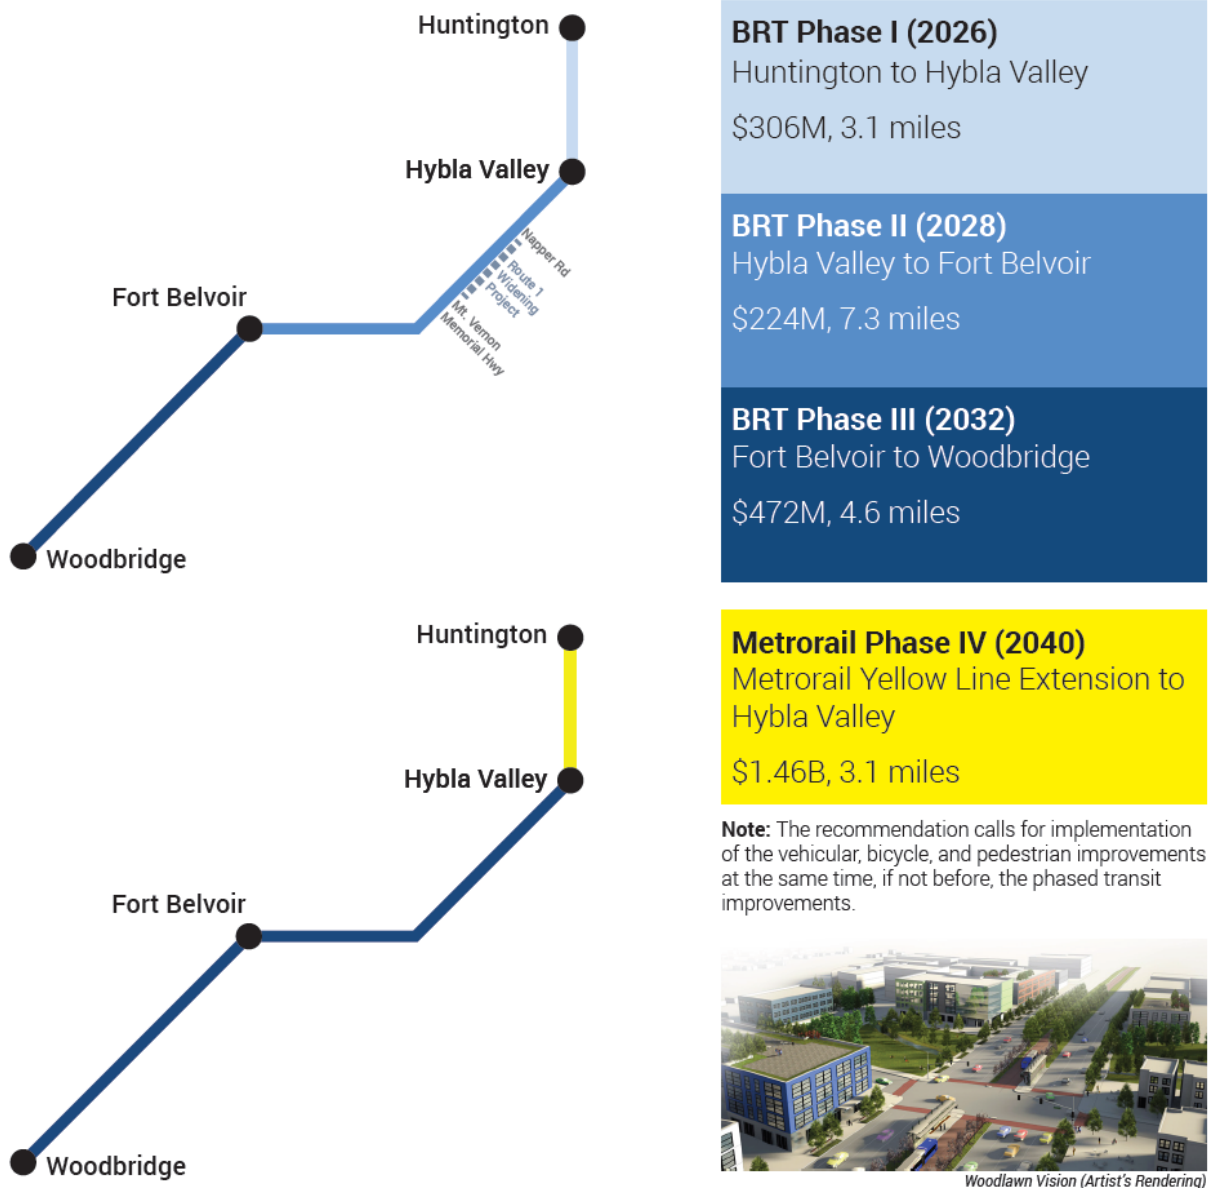 Huntington
Hybla Valley
Napper Rd
Route 1
Widening
Project
Mt. Vernon
Memorial Hwy
Fort Belvoir
Woodbridge
BRT Phase I (2026)
Huntington to Hybla Valley
$306M, 3.1 miles
BRT Phase II (2028)
Hybla Valley to Fort Belvoir
$224M, 7.3 miles
BRT Phase III (2032)
Fort Belvoir to Woodbridge
$472M, 4.6 miles
Huntington
Hybla Valley
Fort Belvoir
Woodbridge
Metrorail Phase IV (2040)
Metrorail Yellow Line Extension to
Hybla Valley
$1.46B, 3.1 miles
Note: The recommendation calls for implementation
of the vehicular, bicycle, and pedestrian improvements
at the same time, if not before, the phased transit
improvements.
Woodlawn Vision (Artist's Rendering)